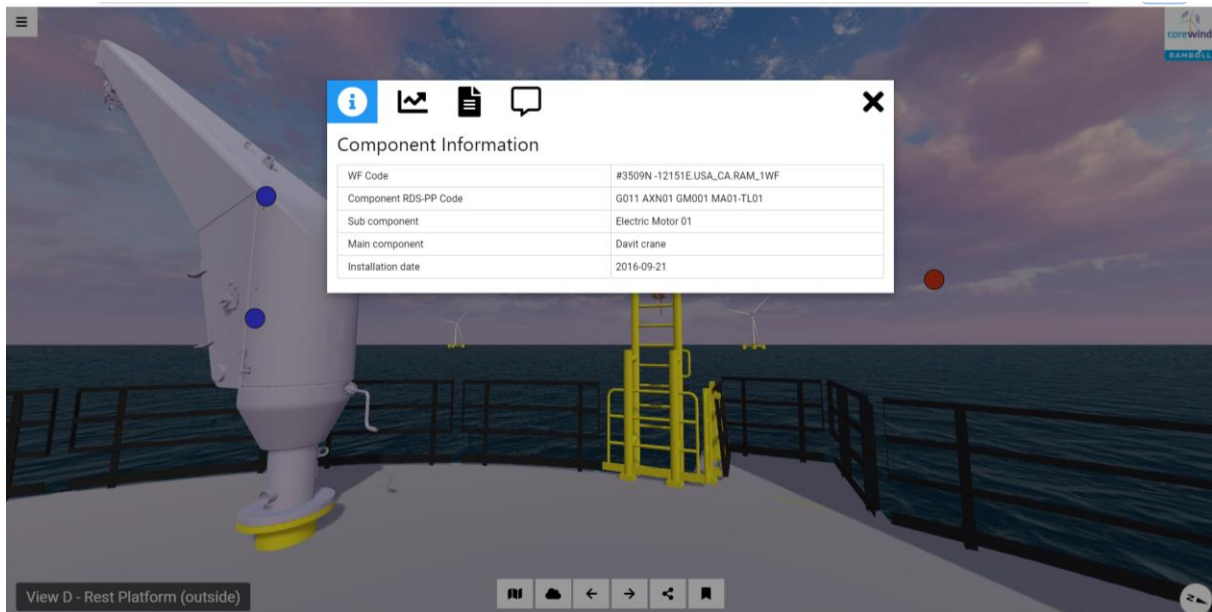 corewind
RAMBOLL
Component Information
WF Code #3509N -12151E.USA_CA.RAM_1WF
Component RDS-PP Code G011 AXN01 GM001 MA01-TL01
Sub component Electric Motor 01
Main component Davit crane
Installation date 2016-09-21
View D - Rest Platform (outside)
N